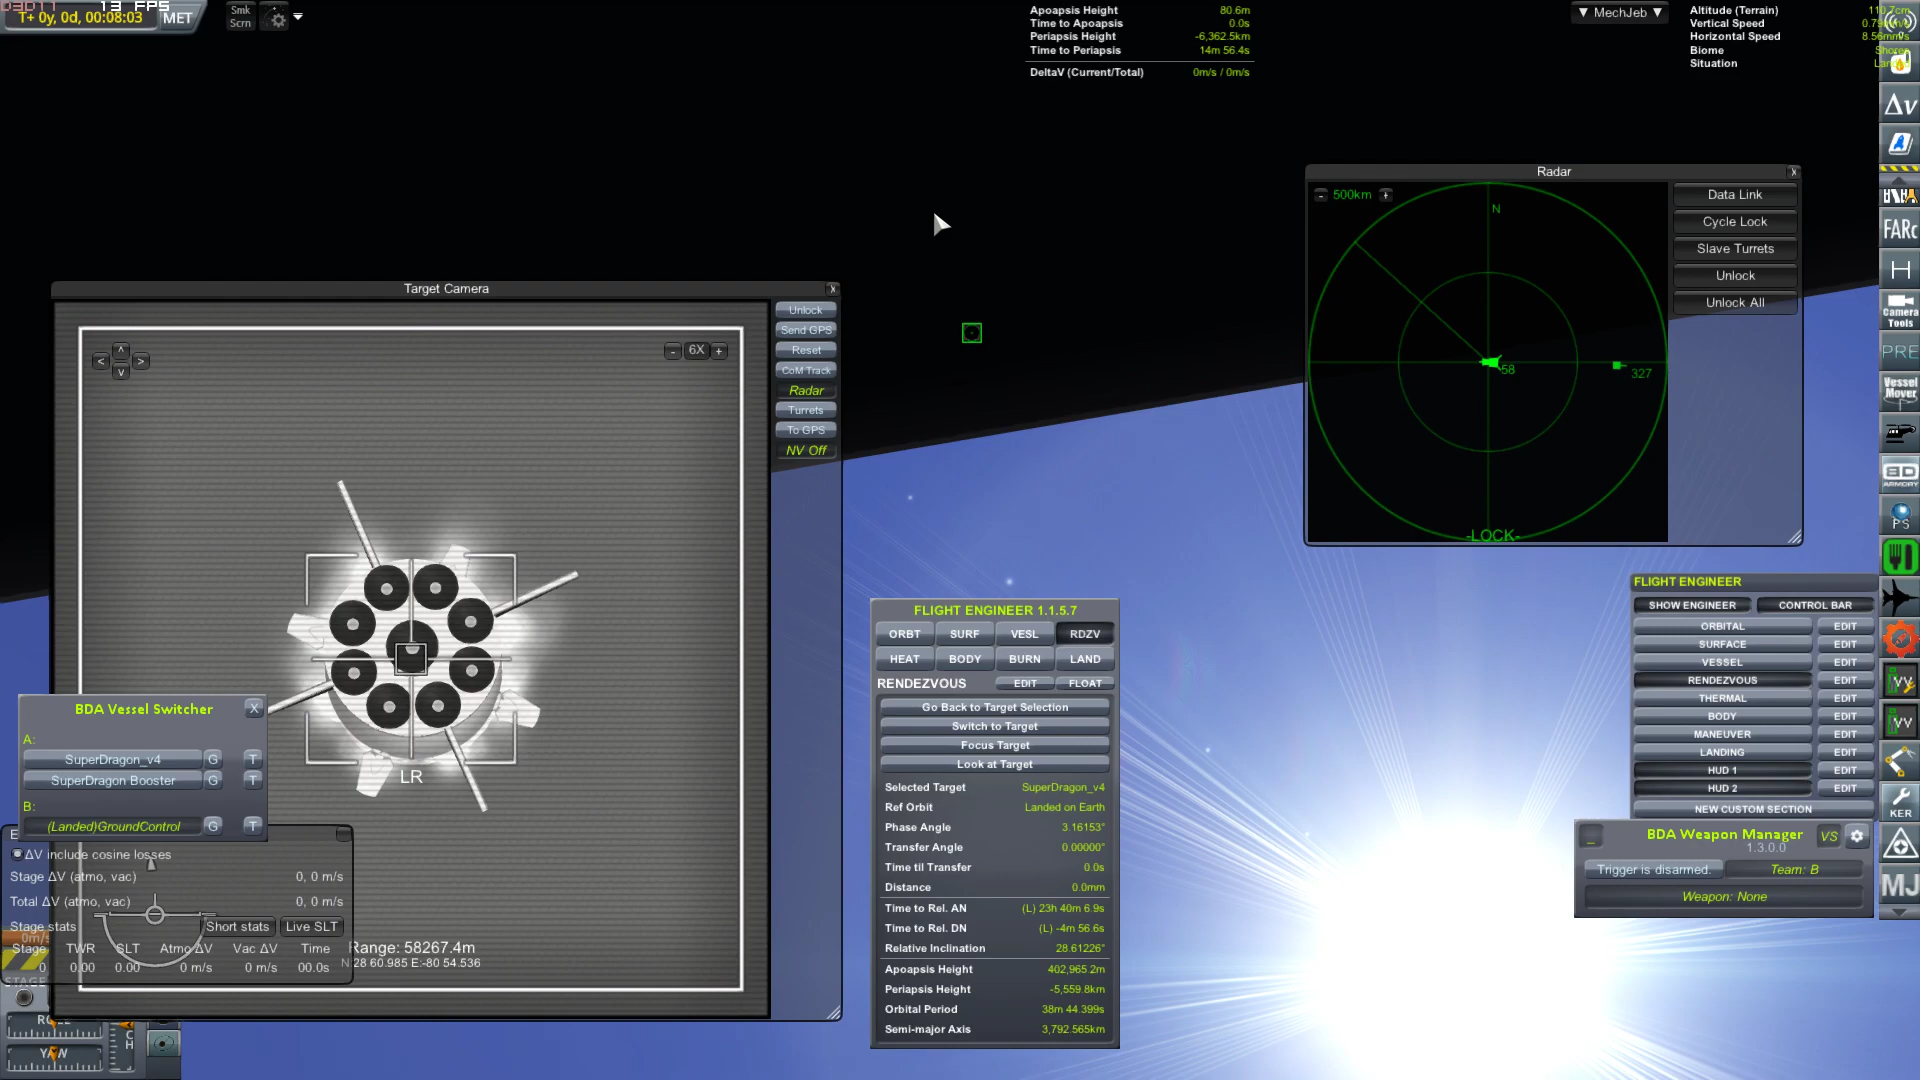 D3D11 13 FPS
T+ 0y, 0d, 00:08:03 MET
Smk
Scrn
Apoapsis Height 80.6m
Time to Apoapsis 0.0s
Periapsis Height -6,362.5km
Time to Periapsis 14m 56.4s
DeltaV (Current/Total) 0m/s / 0m/s
▼ MechJeb ▼
Altitude (Terrain)
Vertical Speed
Horizontal Speed
Biome
Situation
Δv
FARc
H
Camera
Tools
PRE
Vessel
Mover
BD
ARMORY
PS
VV
VV
KER
MJ
Radar X
- 500km +
N
58
327
-LOCK-
Data Link
Cycle Lock
Slave Turrets
Unlock
Unlock All
Target Camera X
< ^ v >
- 6X +
Unlock
Send GPS
Reset
CoM Track
Radar
Turrets
To GPS
NV Off
LR
Range: 58267.4m
N:28 60.985 E:-80 54.536
BDA Vessel Switcher X
A:
SuperDragon_v4 G T
SuperDragon Booster G T
B:
(Landed)GroundControl G T
ΔV include cosine losses
Stage ΔV (atmo, vac) 0, 0 m/s
Total ΔV (atmo, vac) 0, 0 m/s
Stage stats Short stats Live SLT
Stage TWR SLT Atmo ΔV Vac ΔV Time
0 0.00 0.00 0 m/s 0 m/s 00.0s
STAGE
ROLL
YAW
FLIGHT ENGINEER 1.1.5.7
ORBT SURF VESL RDZV
HEAT BODY BURN LAND
RENDEZVOUS EDIT FLOAT
Go Back to Target Selection
Switch to Target
Focus Target
Look at Target
Selected Target SuperDragon_v4
Ref Orbit Landed on Earth
Phase Angle 3.16153°
Transfer Angle 0.00000°
Time til Transfer 0.0s
Distance 0.0mm
Time to Rel. AN (L) 23h 40m 6.9s
Time to Rel. DN (L) -4m 56.6s
Relative Inclination 28.61226°
Apoapsis Height 402,965.2m
Periapsis Height -5,559.8km
Orbital Period 38m 44.399s
Semi-major Axis 3,792.565km
FLIGHT ENGINEER
SHOW ENGINEER CONTROL BAR
ORBITAL EDIT
SURFACE EDIT
VESSEL EDIT
RENDEZVOUS EDIT
THERMAL EDIT
BODY EDIT
MANEUVER EDIT
LANDING EDIT
HUD 1 EDIT
HUD 2 EDIT
NEW CUSTOM SECTION
_ BDA Weapon Manager VS
1.3.0.0
Trigger is disarmed. Team: B
Weapon: None